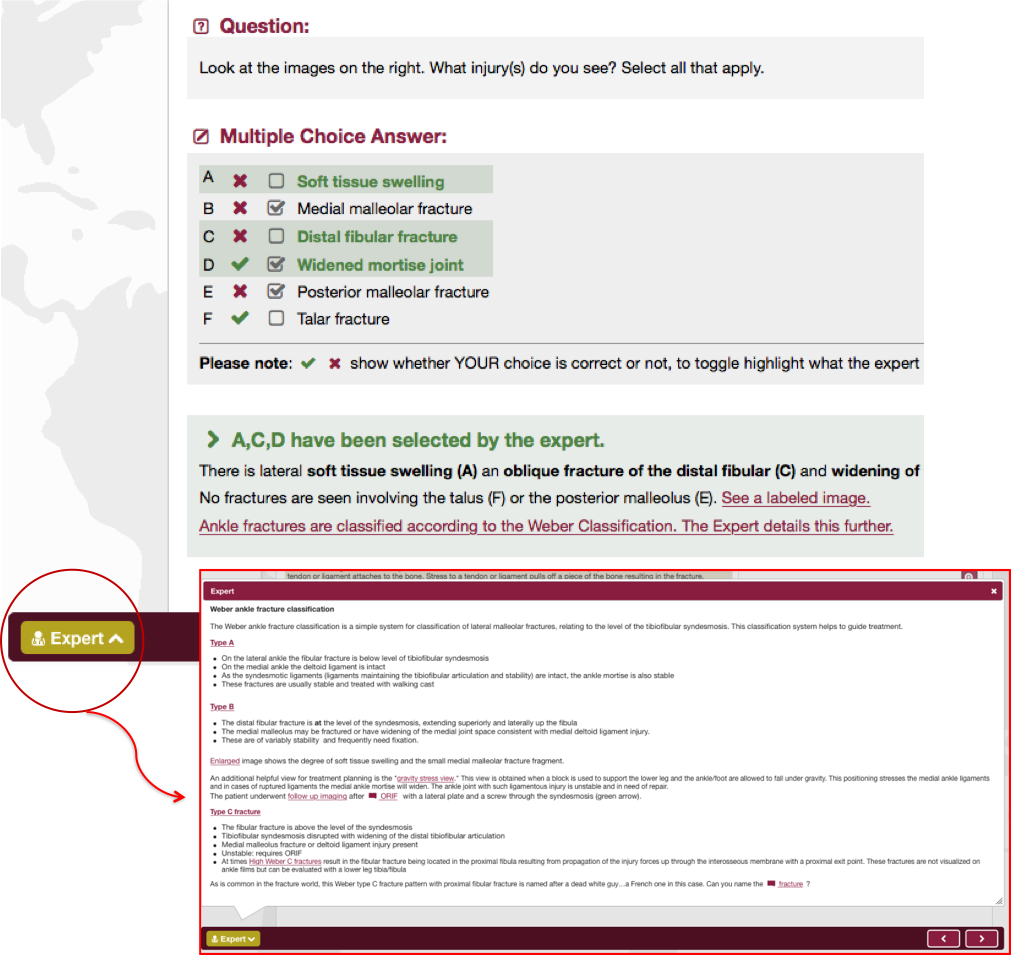 Question:
Look at the images on the right. What injury(s) do you see? Select all that apply.
Multiple Choice Answer:
A Soft tissue swelling
B Medial malleolar fracture
C Distal fibular fracture
D Widened mortise joint
E Posterior malleolar fracture
F Talar fracture
Please note: show whether YOUR choice is correct or not, to toggle highlight what the expert
A,C,D have been selected by the expert.
There is lateral soft tissue swelling (A) an oblique fracture of the distal fibular (C) and widening of
No fractures are seen involving the talus (F) or the posterior malleolus (E). See a labeled image.
Ankle fractures are classified according to the Weber Classification. The Expert details this further.
Expert
tendon or ligament attaches to the bone. Stress to a tendon or ligament pulls off a piece of the bone resulting in the fracture.
Expert
Weber ankle fracture classification
The Weber ankle fracture classification is a simple system for classification of lateral malleolar fractures, relating to the level of the tibiofibular syndesmosis. This classification system helps to guide treatment.
Type A
On the lateral ankle the fibular fracture is below level of tibiofibular syndesmosis
On the medial ankle the deltoid ligament is intact
As the syndesmotic ligaments (ligaments maintaining the tibiofibular articulation and stability) are intact, the ankle mortise is also stable
These fractures are usually stable and treated with walking cast
Type B
The distal fibular fracture is at the level of the syndesmosis, extending superiorly and laterally up the fibula
The medial malleolus may be fractured or have widening of the medial joint space consistent with medial deltoid ligament injury.
These are of variably stability and frequently need fixation.
Enlarged image shows the degree of soft tissue swelling and the small medial malleolar fracture fragment.
An additional helpful view for treatment planning is the "gravity stress view." This view is obtained when a block is used to support the lower leg and the ankle/foot are allowed to fall under gravity. This positioning stresses the medial ankle ligaments
and in cases of ruptured ligaments the medial ankle mortise will widen. The ankle joint with such ligamentous injury is unstable and in need of repair.
The patient underwent follow up imaging after ORIF with a lateral plate and a screw through the syndesmosis (green arrow).
Type C fracture
The fibular fracture is above the level of the syndesmosis
Tibiofibular syndesmosis disrupted with widening of the distal tibiofibular articulation
Medial malleolus fracture or deltoid ligament injury present
Unstable: requires ORIF
At times High Weber C fractures result in the fibular fracture being located in the proximal fibula resulting from propagation of the injury forces up through the interosseous membrane with a proximal exit point. These fractures are not visualized on
ankle films but can be evaluated with a lower leg tibia/fibula
As is common in the fracture world, this Weber type C fracture pattern with proximal fibular fracture is named after a dead white guy…a French one in this case. Can you name the fracture ?
Expert